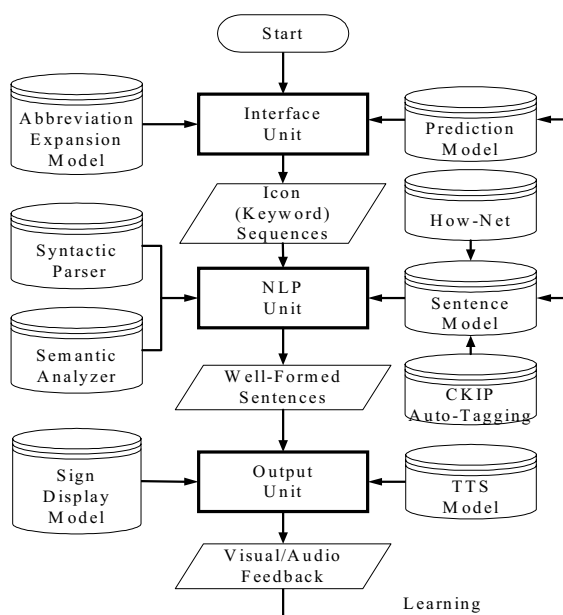 Start
Abbreviation
Expansion
Model
Interface
Unit
Prediction
Model
Icon
(Keyword)
Sequences
How-Net
Syntactic
Parser
NLP
Unit
Sentence
Model
Semantic
Analyzer
Well-Formed
Sentences
CKIP
Auto-Tagging
Sign
Display
Model
Output
Unit
TTS
Model
Visual/Audio
Feedback
Learning